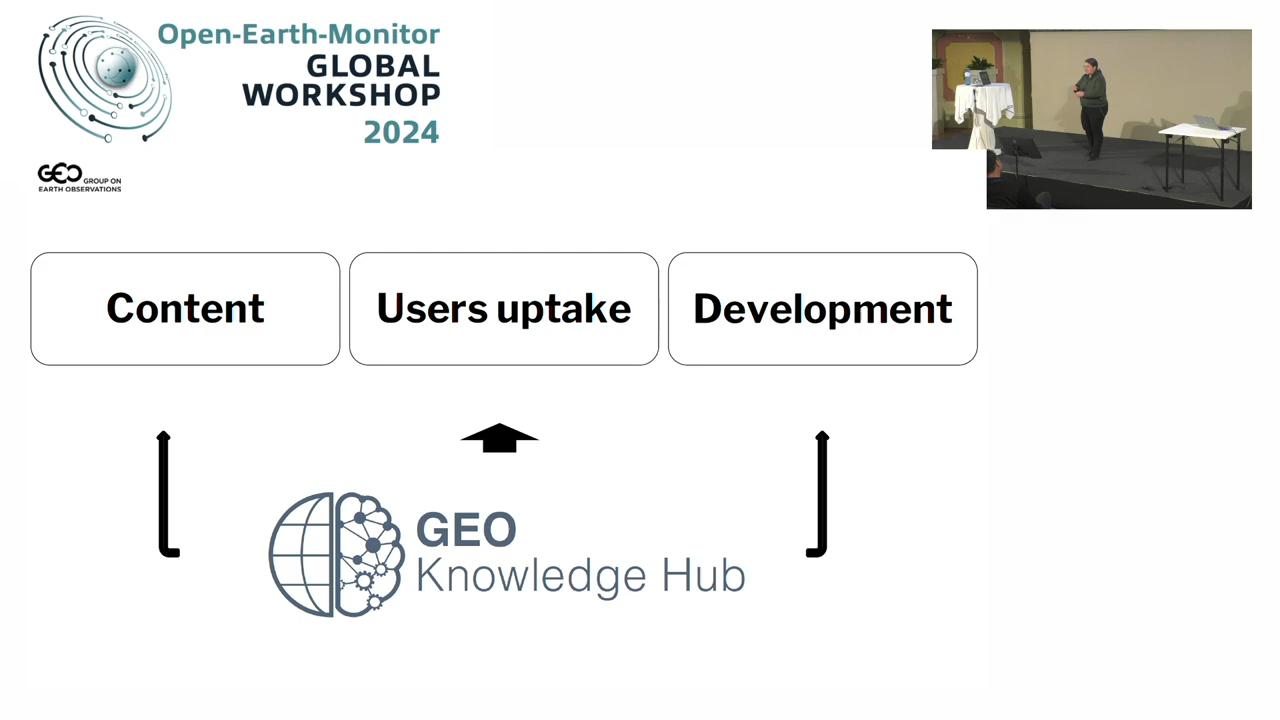 Open-Earth-Monitor
GLOBAL
WORKSHOP
2024
GEO GROUP ON
EARTH OBSERVATIONS
Content
Users uptake
Development
GEO
Knowledge Hub